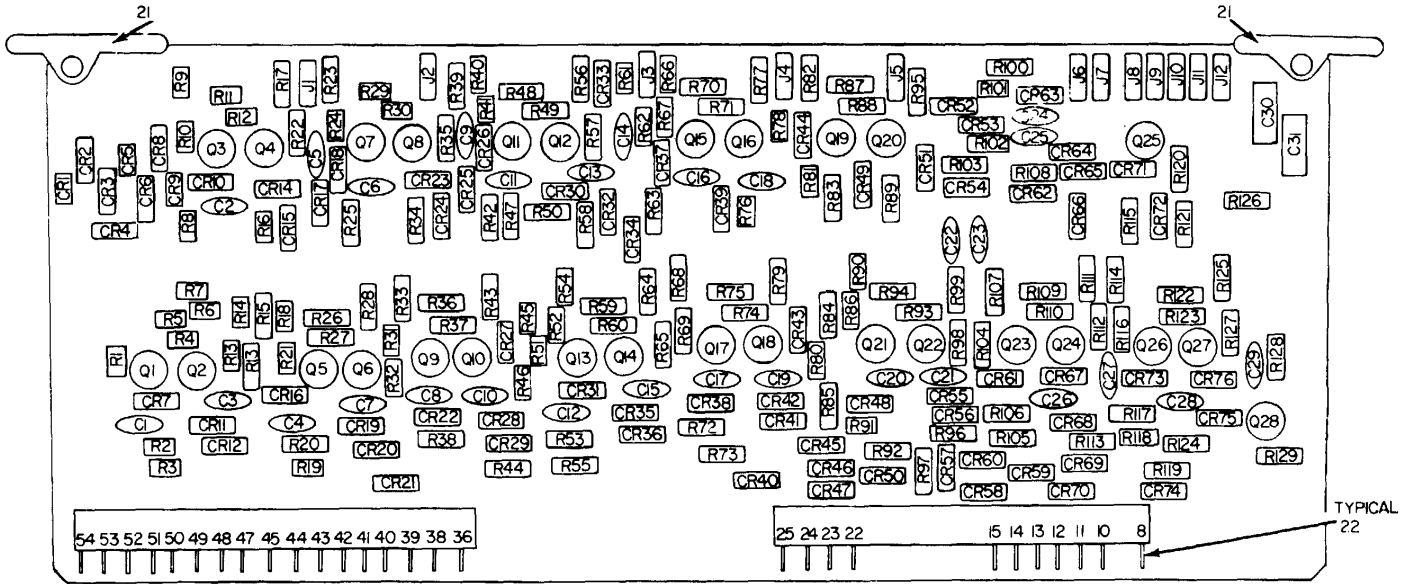 21 21
R9 R11 R12 R17 J1 R23 R29 R30 J2 R39 R40 R41 R48 R49 R56 CR33 R61 J3 R66 R70 R71 R77 J4 R82 R87 R88 J5 R95 CR52 R100 R101 CR63 J6 J7 J8 J9 J10 J11 J12 C30
CR2 CR5 CR8 R10 Q3 Q4 R22 C5 R24 CR18 Q7 Q8 R35 C9 CR26 Q11 Q12 R57 C14 R62 R67 CR37 Q15 Q16 R78 CR44 Q19 Q20 CR53 R102 C24 C25 CR64 Q25 C31
CR1 CR3 CR6 CR9 CR10 CR14 CR17 C6 CR23 CR25 C11 CR30 C13 C16 C18 R81 CR49 CR51 R103 CR54 R108 CR62 CR65 CR71 R120
CR4 R8 C2 R6 CR15 R25 R34 CR24 R42 R47 R50 R58 CR32 CR34 R63 CR39 R76 R83 R89 C22 C23 CR66 R115 CR72 R121 R126
R7 R6 R14 R15 R18 R28 R33 R36 R43 R54 R59 R64 R68 R75 R79 R90 R94 R99 R107 R109 R111 R114 R122 R125
R5 R4 R26 R27 R31 R37 CR27 R45 R52 R60 R65 R69 R74 CR43 R84 R86 R93 R98 R104 R110 R112 R116 R123 R127
R1 Q1 Q2 R13 R13 R21 Q5 Q6 R32 Q9 Q10 R46 R51 Q13 Q14 Q17 Q18 R80 Q21 Q22 Q23 Q24 Q26 Q27 C29 R128
CR7 C3 CR16 C7 C8 C10 CR31 C15 C17 C19 C20 C21 CR61 CR67 C27 CR73 CR76
C1 CR11 C4 CR19 CR22 CR28 C12 CR35 CR38 CR42 CR41 R85 CR48 CR55 CR56 R106 C26 CR68 R117 C28 CR75 Q28
R2 CR12 R20 CR20 R38 CR29 R53 CR36 R72 CR45 R91 R96 R105 R113 R118 R124
R3 R19 CR21 R44 R55 R73 CR40 CR46 CR47 R92 CR50 R97 CR57 CR60 CR58 CR59 CR69 CR70 R119 CR74 R129
54 53 52 51 50 49 48 47 45 44 43 42 41 40 39 38 36 25 24 23 22 15 14 13 12 11 10 8
TYPICAL
22